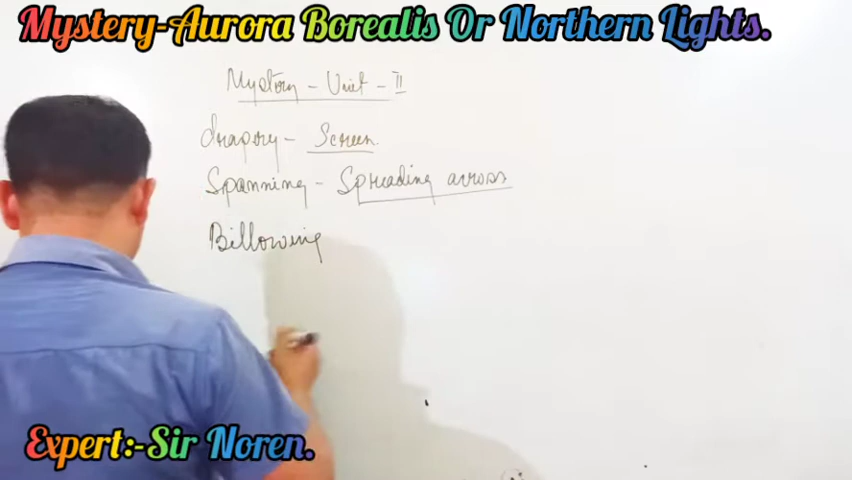 Mystery-Aurora Borealis Or Northern Lights.
Mystery - Unit - II
Drapery - Screen.
Spanning - Spreading across
Billowing
Expert:-Sir Noren.